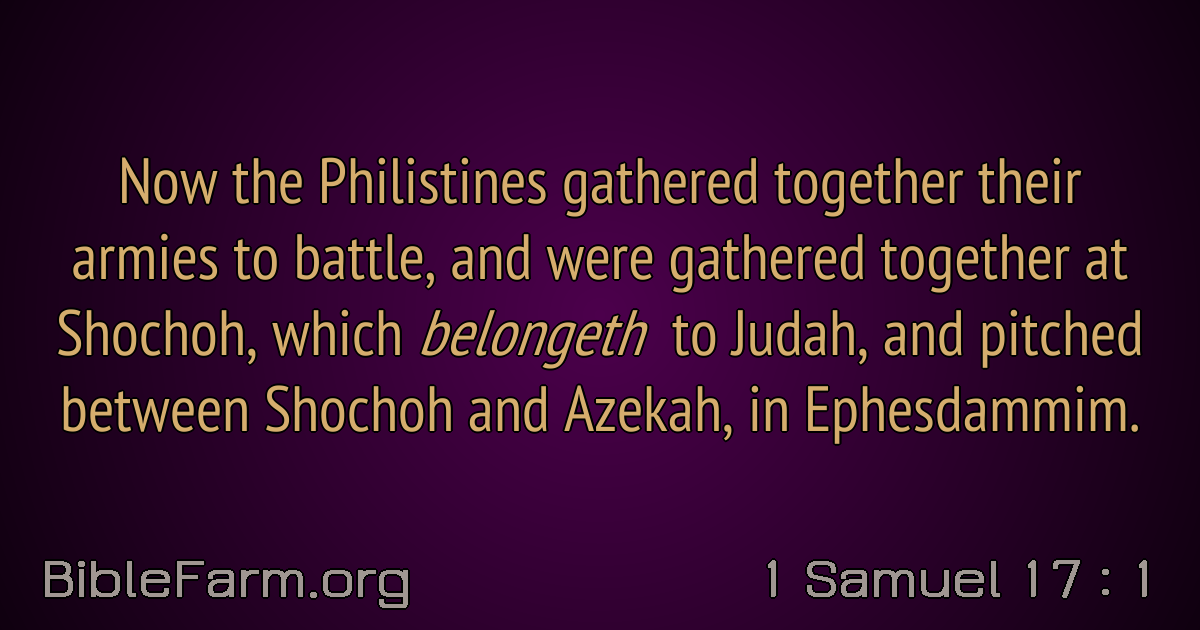 Now the Philistines gathered together their
armies to battle, and were gathered together at
Shochoh, which belongeth to Judah, and pitched
between Shochoh and Azekah, in Ephesdammim.
BibleFarm.org
1 Samuel 17 : 1